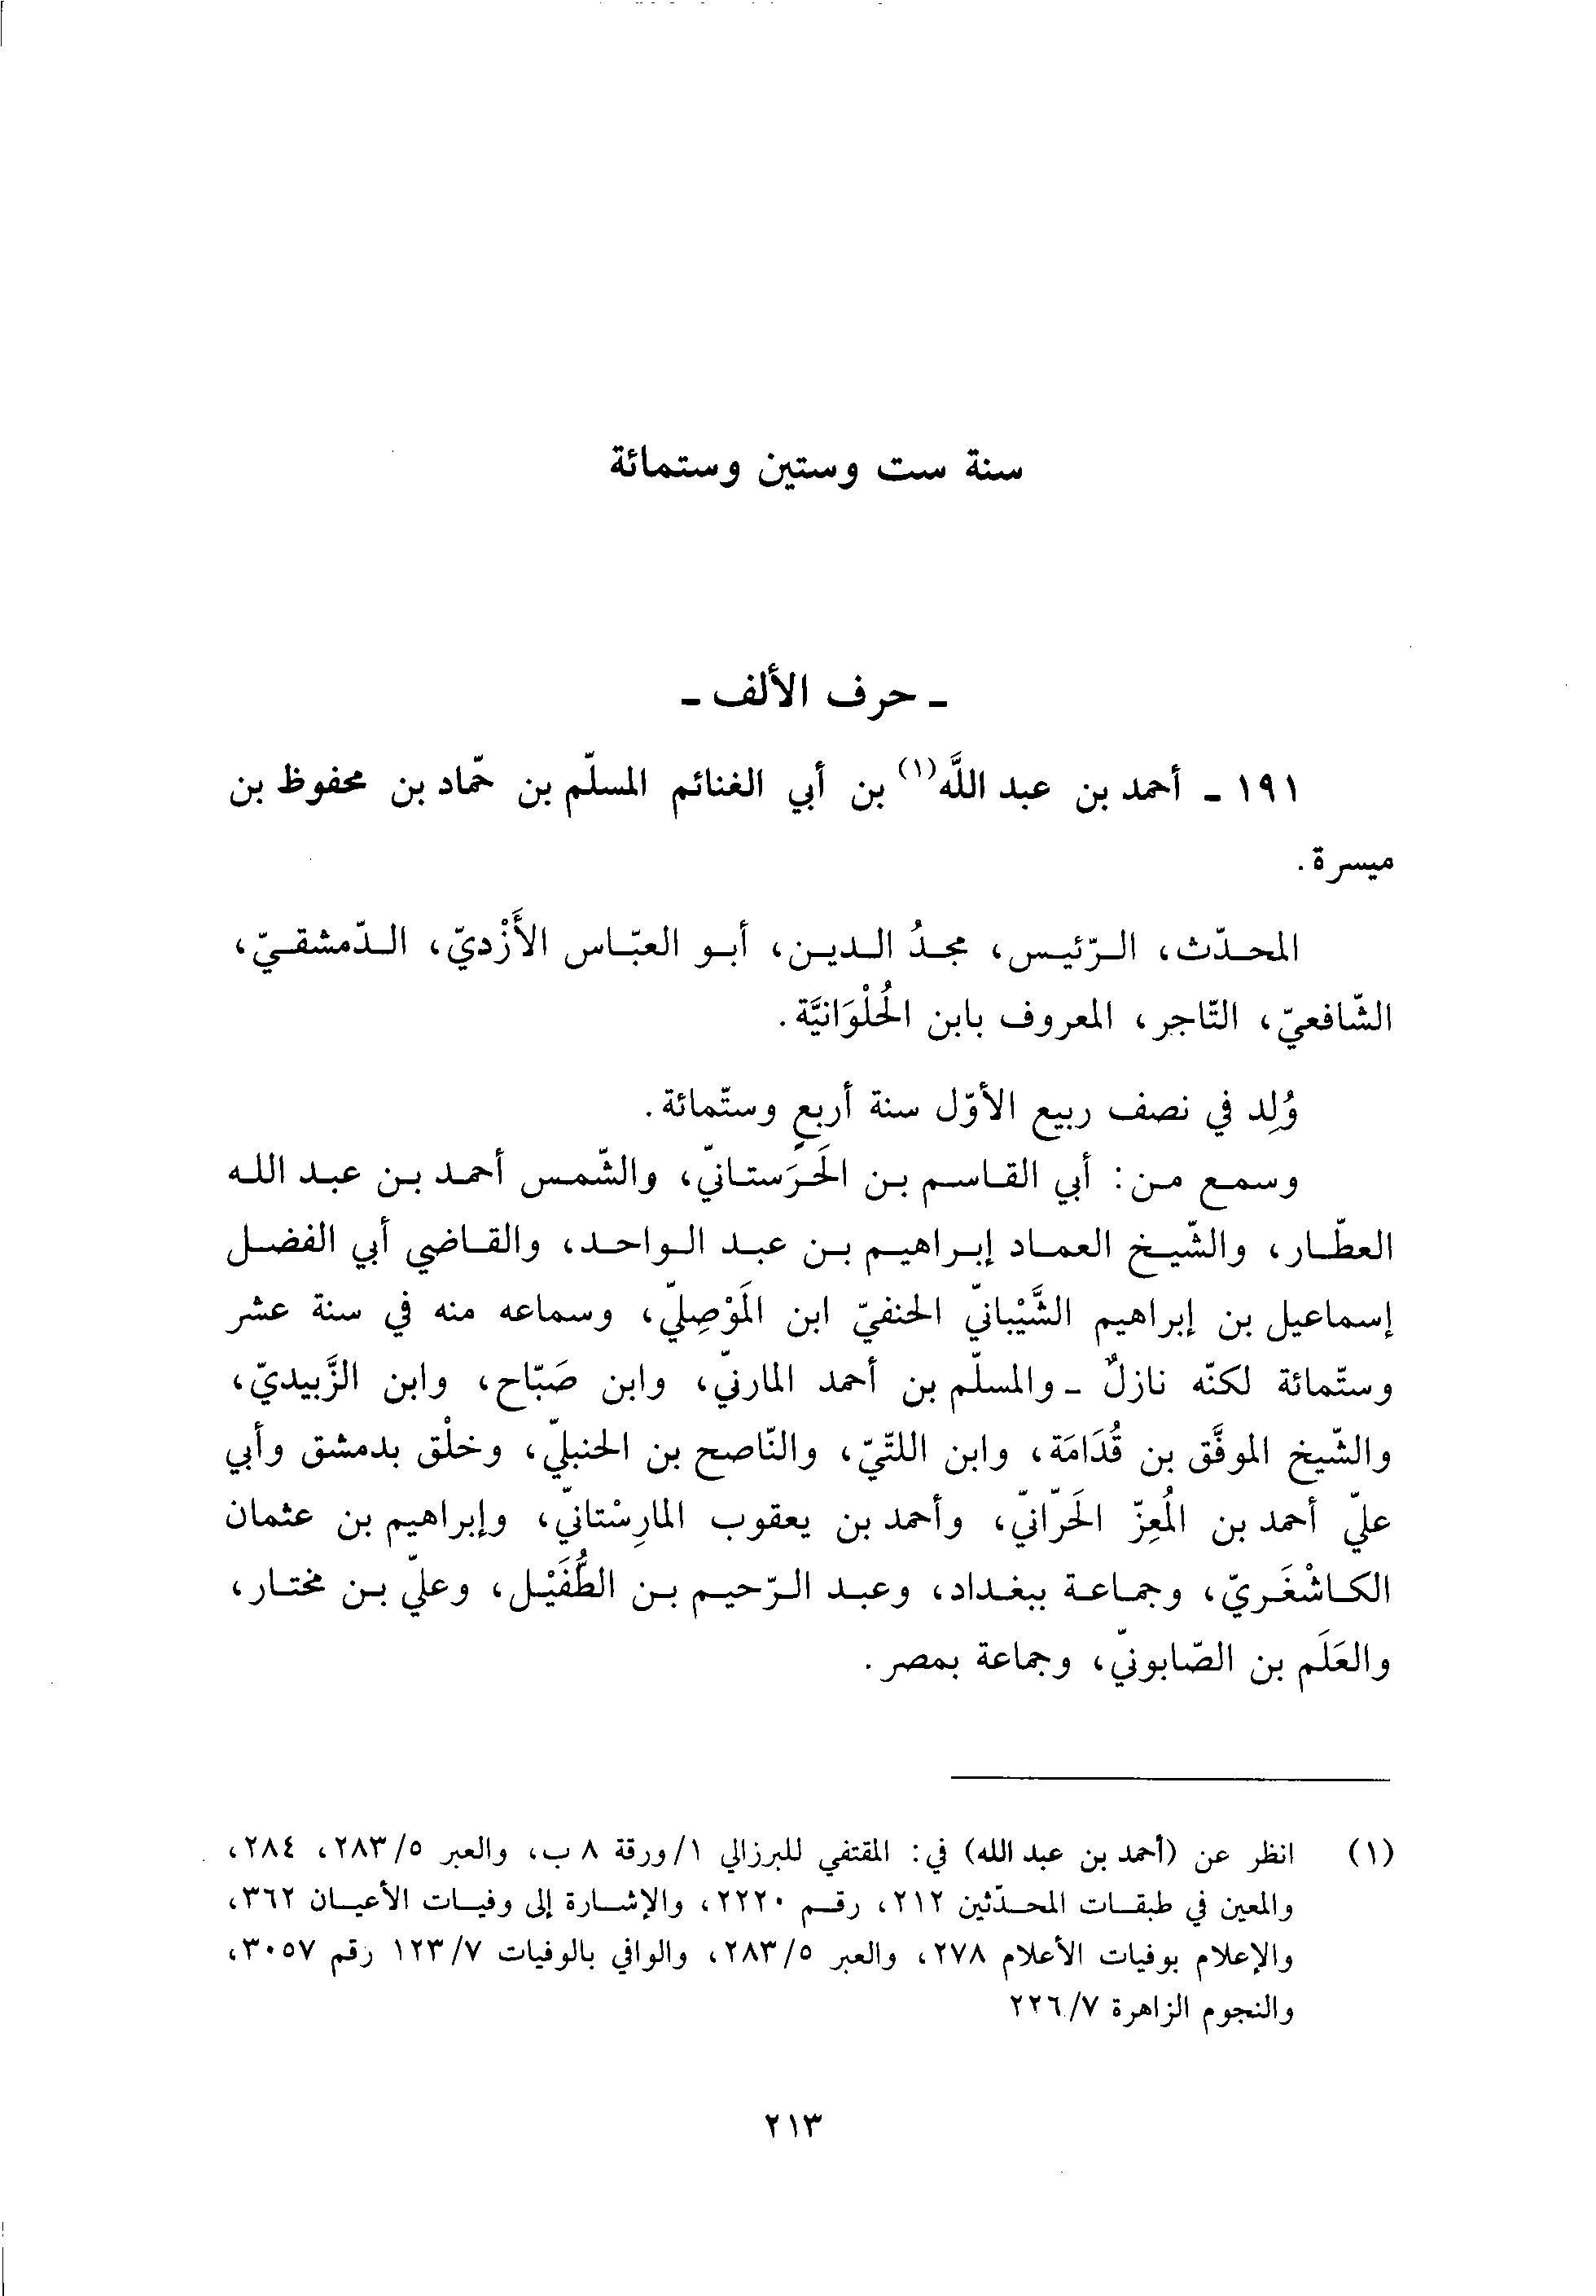 سنة ست وستين وستمائة
ـ حرف الألف ـ
١٩١ ـ أحمد بن عبد اللَّه(١) بن أبي الغنائم المسلّم بن حمّاد بن محفوظ بن
ميسرة.
المحدّث، الرّئيس، مجدُ الدين، أبو العبّاس الأَزْديّ، الدّمشقيّ،
الشّافعيّ، التّاجر، المعروف بابن الحُلْوَانيَّة.
وُلِد في نصف ربيع الأوّل سنة أربعٍ وستّمائة.
وسمع من: أبي القاسم بن الحَرَستانيّ، والشّمس أحمد بن عبد الله
العطّار، والشّيخ العماد إبراهيم بن عبد الواحد، والقاضي أبي الفضل
إسماعيل بن إبراهيم الشَّيْبانيّ الحنفيّ ابن المَوْصِليّ، وسماعه منه في سنة عشر
وستّمائة لكنّه نازلٌ ـ والمسلّم بن أحمد المارنيّ، وابن صَبّاح، وابن الزَّبيديّ،
والشّيخ الموفَّق بن قُدَامَة، وابن اللتّيّ، والنّاصح بن الحنبليّ، وخلْق بدمشق وأبي
عليّ أحمد بن المُعِزّ الحَرّانيّ، وأحمد بن يعقوب المارِسْتانيّ، وإبراهيم بن عثمان
الكاشْغَريّ، وجماعة ببغداد، وعبد الرّحيم بن الطُّفَيْل، وعليّ بن مختار،
والعَلَم بن الصّابونيّ، وجماعة بمصر.
(١) انظر عن (أحمد بن عبد الله) في: المقتفي للبرزالي ١/ورقة ٨ ب، والعبر ٥/٢٨٣، ٢٨٤،
والمعين في طبقات المحدّثين ٢١٢، رقم ٢٢٢٠، والإشارة إلى وفيات الأعيان ٣٦٢،
والإعلام بوفيات الأعلام ٢٧٨، والعبر ٥/٢٨٣، والوافي بالوفيات ٧/١٢٣ رقم ٣٠٥٧،
والنجوم الزاهرة ٧/٢٢٦
٢١٣